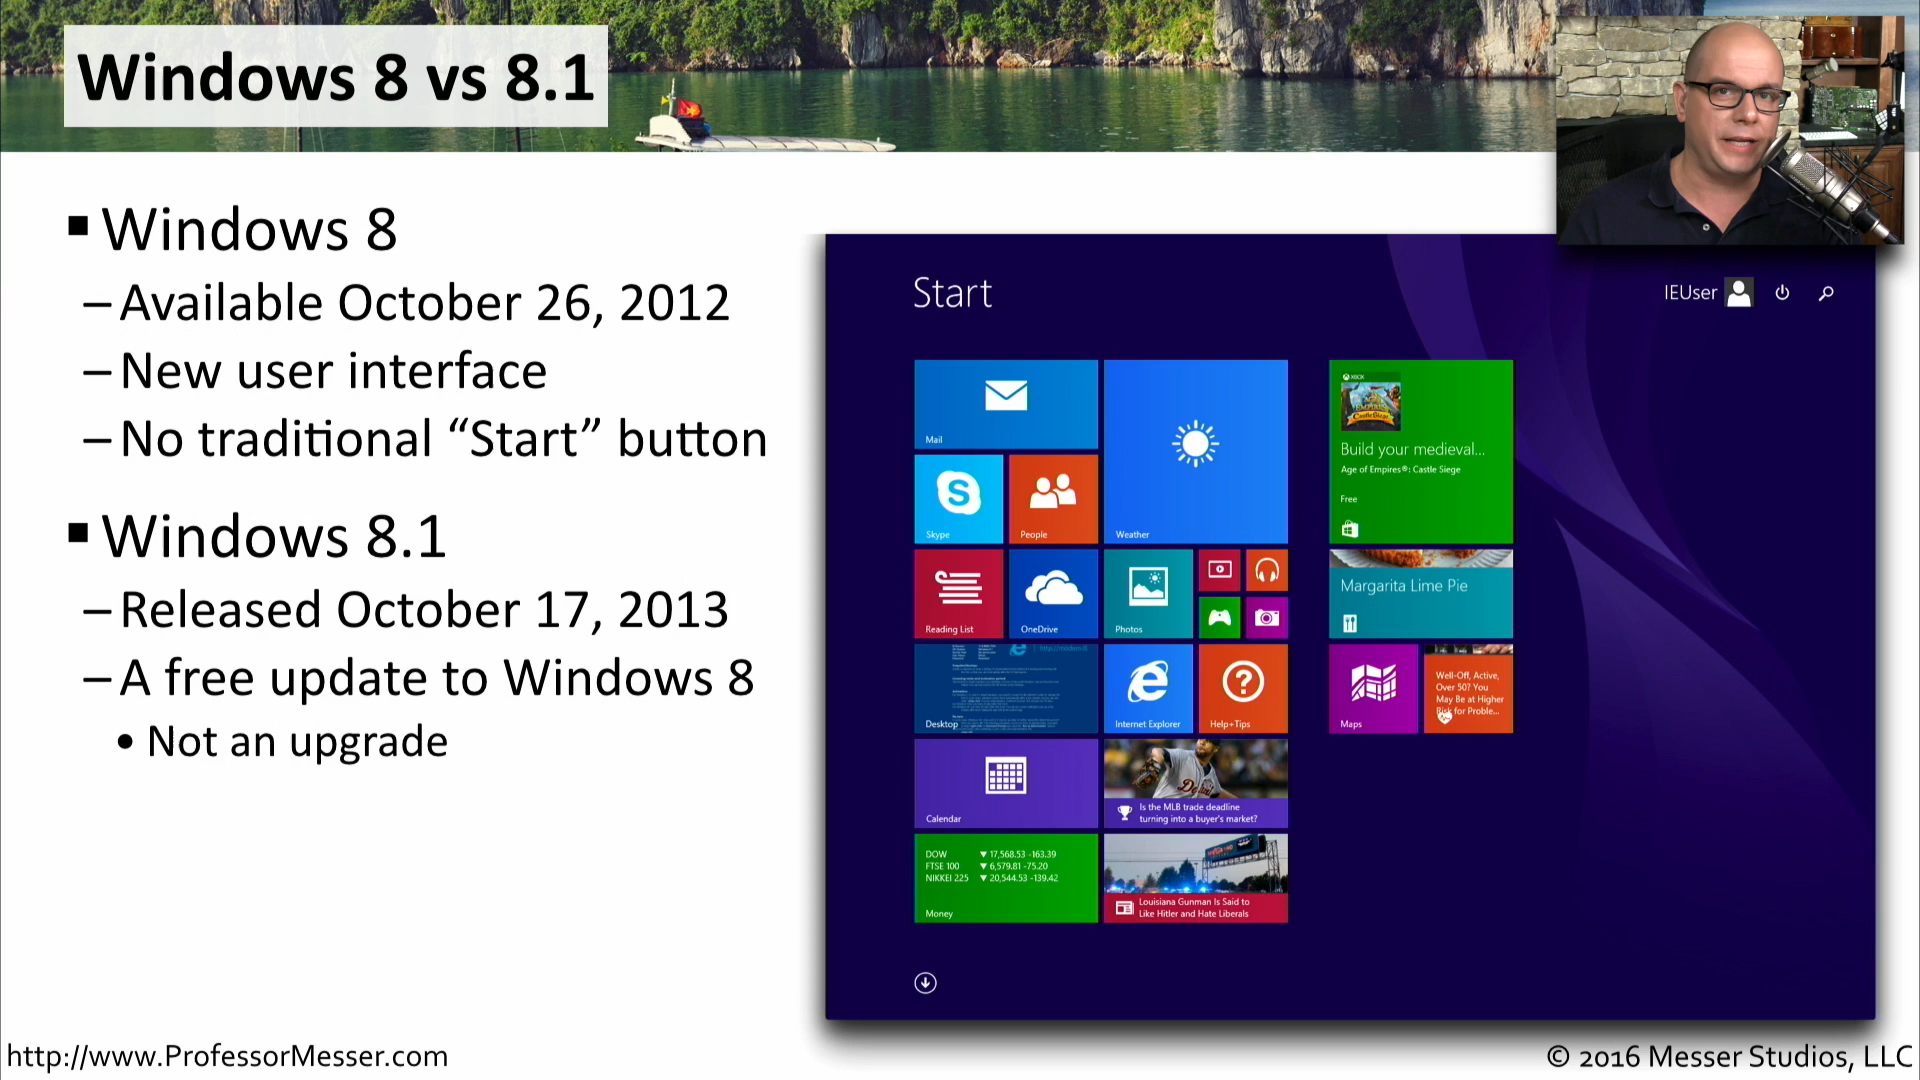 Windows 8 vs 8.1
Windows 8
–Available October 26, 2012
–New user interface
–No traditional “Start” button
Windows 8.1
–Released October 17, 2013
–A free update to Windows 8
• Not an upgrade
Start
IEUser
Mail
Skype
People
Weather
Reading List
OneDrive
Photos
Desktop
Internet Explorer
Help+Tips
Calendar
Is the MLB trade deadline
turning into a buyer's market?
DOW ▼ 17,568.53 -163.39
FTSE 100 ▼ 6,579.81 -75.20
NIKKEI 225 ▼ 20,544.53 -139.42
Money
Louisiana Gunman Is Said to
Like Hitler and Hate Liberals
XBOX
Castle Siege
Build your medieval...
Age of Empires®: Castle Siege
Free
Margarita Lime Pie
Maps
Well-Off, Active,
Over 50? You
May Be at Higher
Risk for Proble...
http://www.ProfessorMesser.com
© 2016 Messer Studios, LLC